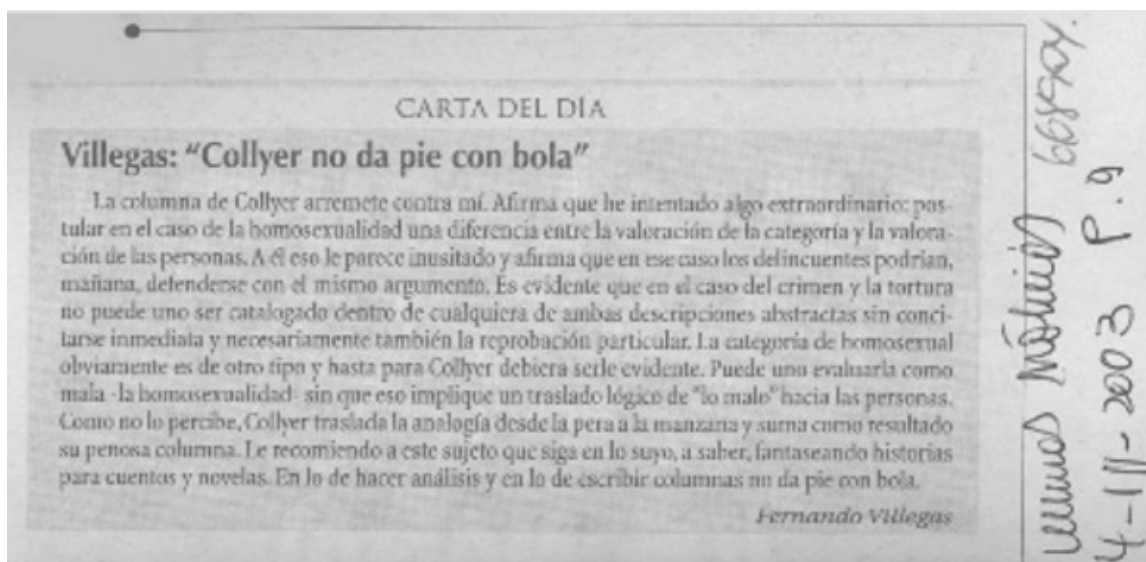 CARTA DEL DÍA
Villegas: “Collyer no da pie con bola”
La columna de Collyer arremete contra mí. Afirma que he intentado algo extraordinario: pos-
tular en el caso de la homosexualidad una diferencia entre la valoración de la categoría y la valora-
ción de las personas. A él eso le parece inusitado y afirma que en ese caso los delincuentes podrían,
mañana, defenderse con el mismo argumento. Es evidente que en el caso del crimen y la tortura
no puede uno ser catalogado dentro de cualquiera de ambas descripciones abstractas sin conci-
tarse inmediata y necesariamente también la reprobación particular. La categoría de homosexual
obviamente es de otro tipo y hasta para Collyer debiera serle evidente. Puede uno evaluarla como
mala -la homosexualidad- sin que eso implique un traslado lógico de "lo malo" hacia las personas.
Como no lo percibe, Collyer traslada la analogía desde la pera a la manzana y suma como resultado
su penosa columna. Le recomiendo a este sujeto que siga en lo suyo, a saber, fantaseando historias
para cuentos y novelas. En lo de hacer análisis y en lo de escribir columnas no da pie con bola.
Fernando Villegas
Noticias
4-III-2003 P. 9